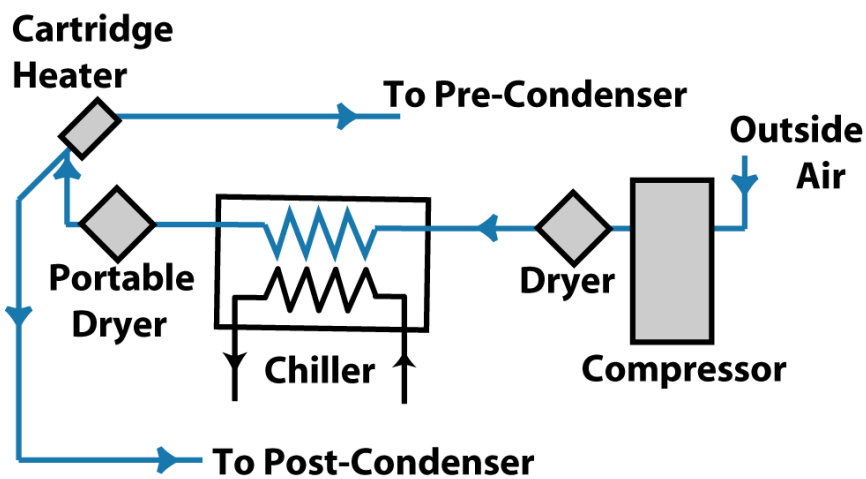 Cartridge
Heater
To Pre-Condenser
Outside
Air
Portable
Dryer
Dryer
Chiller
Compressor
To Post-Condenser